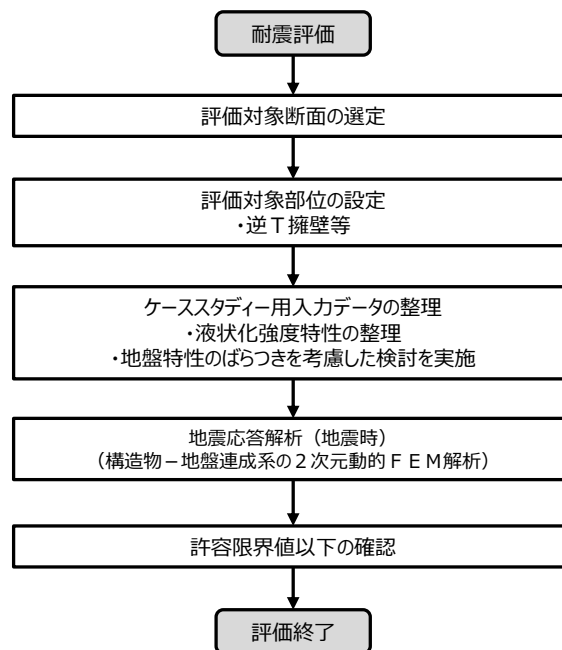 耐震評価
評価対象断面の選定
評価対象部位の設定
・逆Ｔ擁壁等
ケーススタディー用入力データの整理
・液状化強度特性の整理
・地盤特性のばらつきを考慮した検討を実施
地震応答解析（地震時）
（構造物－地盤連成系の２次元動的ＦＥＭ解析）
許容限界値以下の確認
評価終了